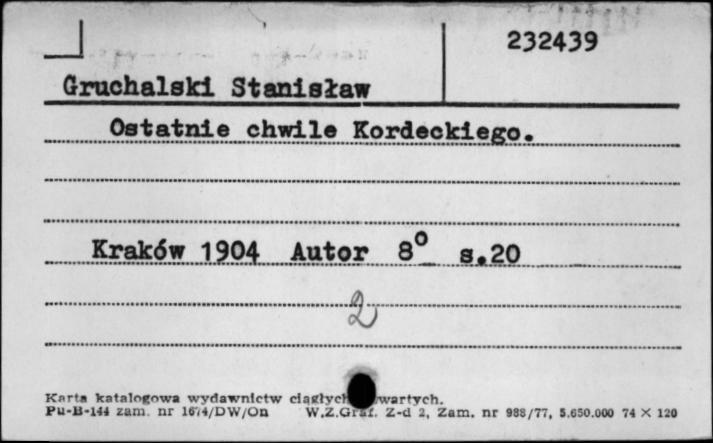 232439
Gruchalski Stanisław
Ostatnie chwile Kordeckiego.
Kraków 1904 Autor 8° s.20
2
Karta katalogowa wydawnictw ciągłych wartych.
Pu-B-144 zam. nr 1674/DW/On W.Z.Graf. Z-d 2, Zam. nr 988/77, 5.650.000 74 × 120